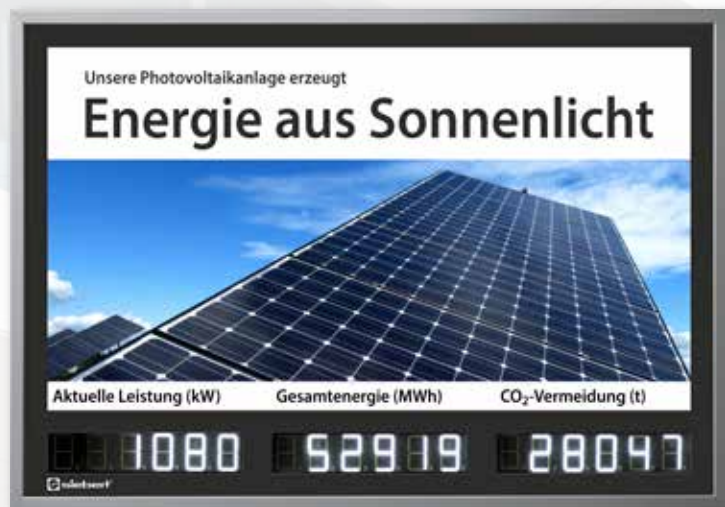 Unsere Photovoltaikanlage erzeugt
Energie aus Sonnenlicht
Aktuelle Leistung (kW) Gesamtenergie (MWh) CO₂-Vermeidung (t)
1080 52919 28047